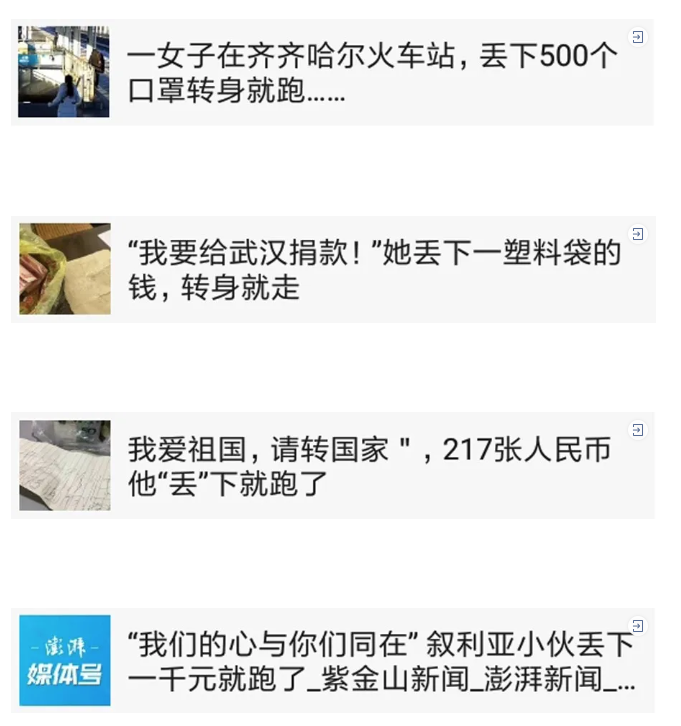 一女子在齐齐哈尔火车站，丢下500个
口罩转身就跑……
“我要给武汉捐款！”她丢下一塑料袋的
钱，转身就走
我爱祖国，请转国家＂，217张人民币
他“丢”下就跑了
- 澎湃 -
媒体号
“我们的心与你们同在” 叙利亚小伙丢下
一千元就跑了_紫金山新闻_澎湃新闻_...